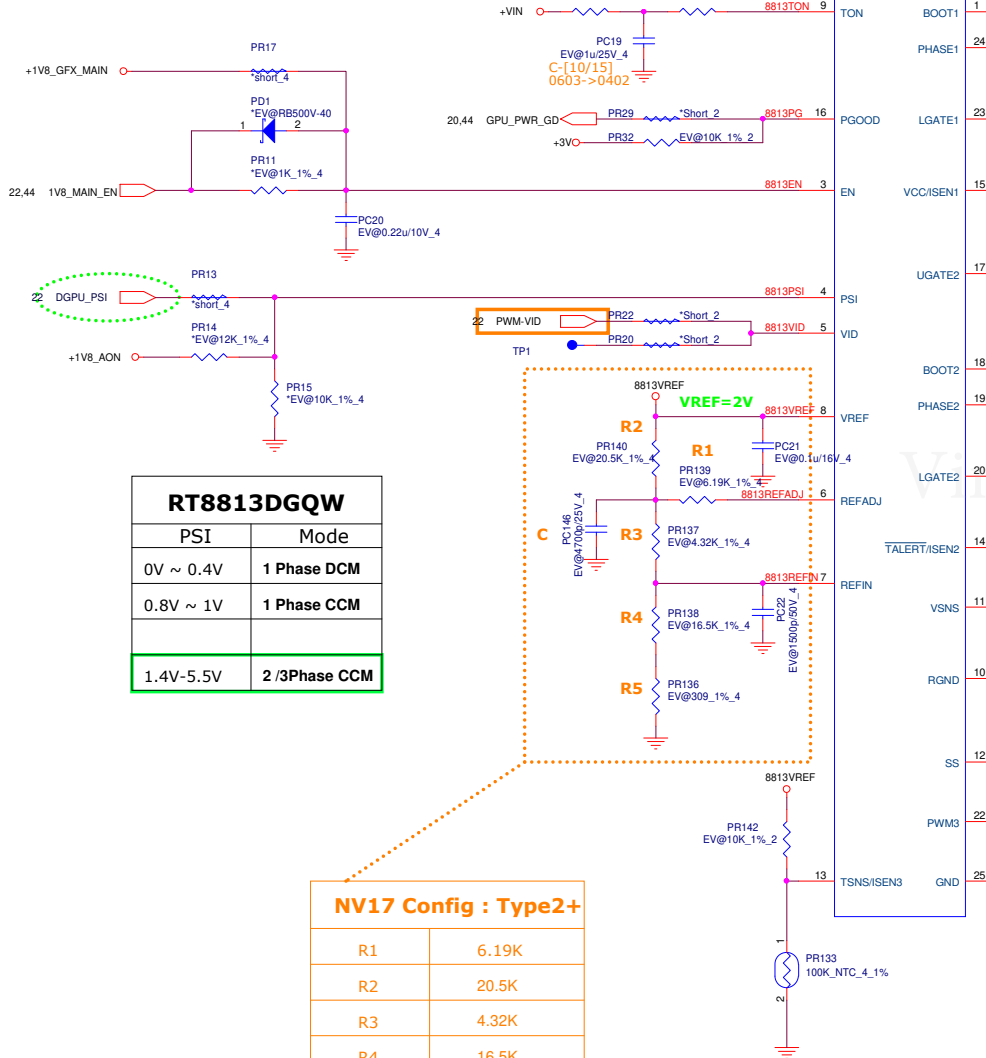 +VIN
8813TON 9 TON
BOOT1 1
PC19
EV@1u/25V_4
C-[10/15]
0603->0402
PHASE1 24
PR17
*short_4
+1V8_GFX_MAIN
PD1
*EV@RB500V-40
1 2
20,44 GPU_PWR_GD
PR29 *Short_2
8813PG 16 PGOOD
LGATE1 23
+3V
PR32 EV@10K_1%_2
PR11
*EV@1K_1%_4
22,44 1V8_MAIN_EN
8813EN 3 EN
VCC/ISEN1 15
PC20
EV@0.22u/10V_4
UGATE2 17
PR13
*short_4
22 DGPU_PSI
8813PSI 4 PSI
PR14
*EV@12K_1%_4
+1V8_AON
22 PWM-VID
PR22 *Short_2
8813VID 5 VID
TP1
PR20 *Short_2
BOOT2 18
PR15
*EV@10K_1%_4
8813VREF
VREF=2V
PHASE2 19
8813VREF 8 VREF
R2
PR140
EV@20.5K_1%_4
R1
PC21
EV@0.1u/16V_4
PR139
EV@6.19K_1%_4
LGATE2 20
8813REFADJ 6 REFADJ
C
PC146
EV@4700p/25V_4
R3
PR137
EV@4.32K_1%_4
TALERT/ISEN2 14
8813REFIN 7 REFIN
PC22
EV@1500p/50V_4
VSNS 11
R4
PR138
EV@16.5K_1%_4
R5
PR136
EV@309_1%_4
RGND 10
RT8813DGQW
PSI Mode
0V ~ 0.4V 1 Phase DCM
0.8V ~ 1V 1 Phase CCM
1.4V-5.5V 2 /3Phase CCM
SS 12
8813VREF
PR142
EV@10K_1%_2
PWM3 22
13 TSNS/ISEN3
GND 25
NV17 Config : Type2+
R1 6.19K
R2 20.5K
R3 4.32K
R4 16.5K
1
PR133
100K_NTC_4_1%
2